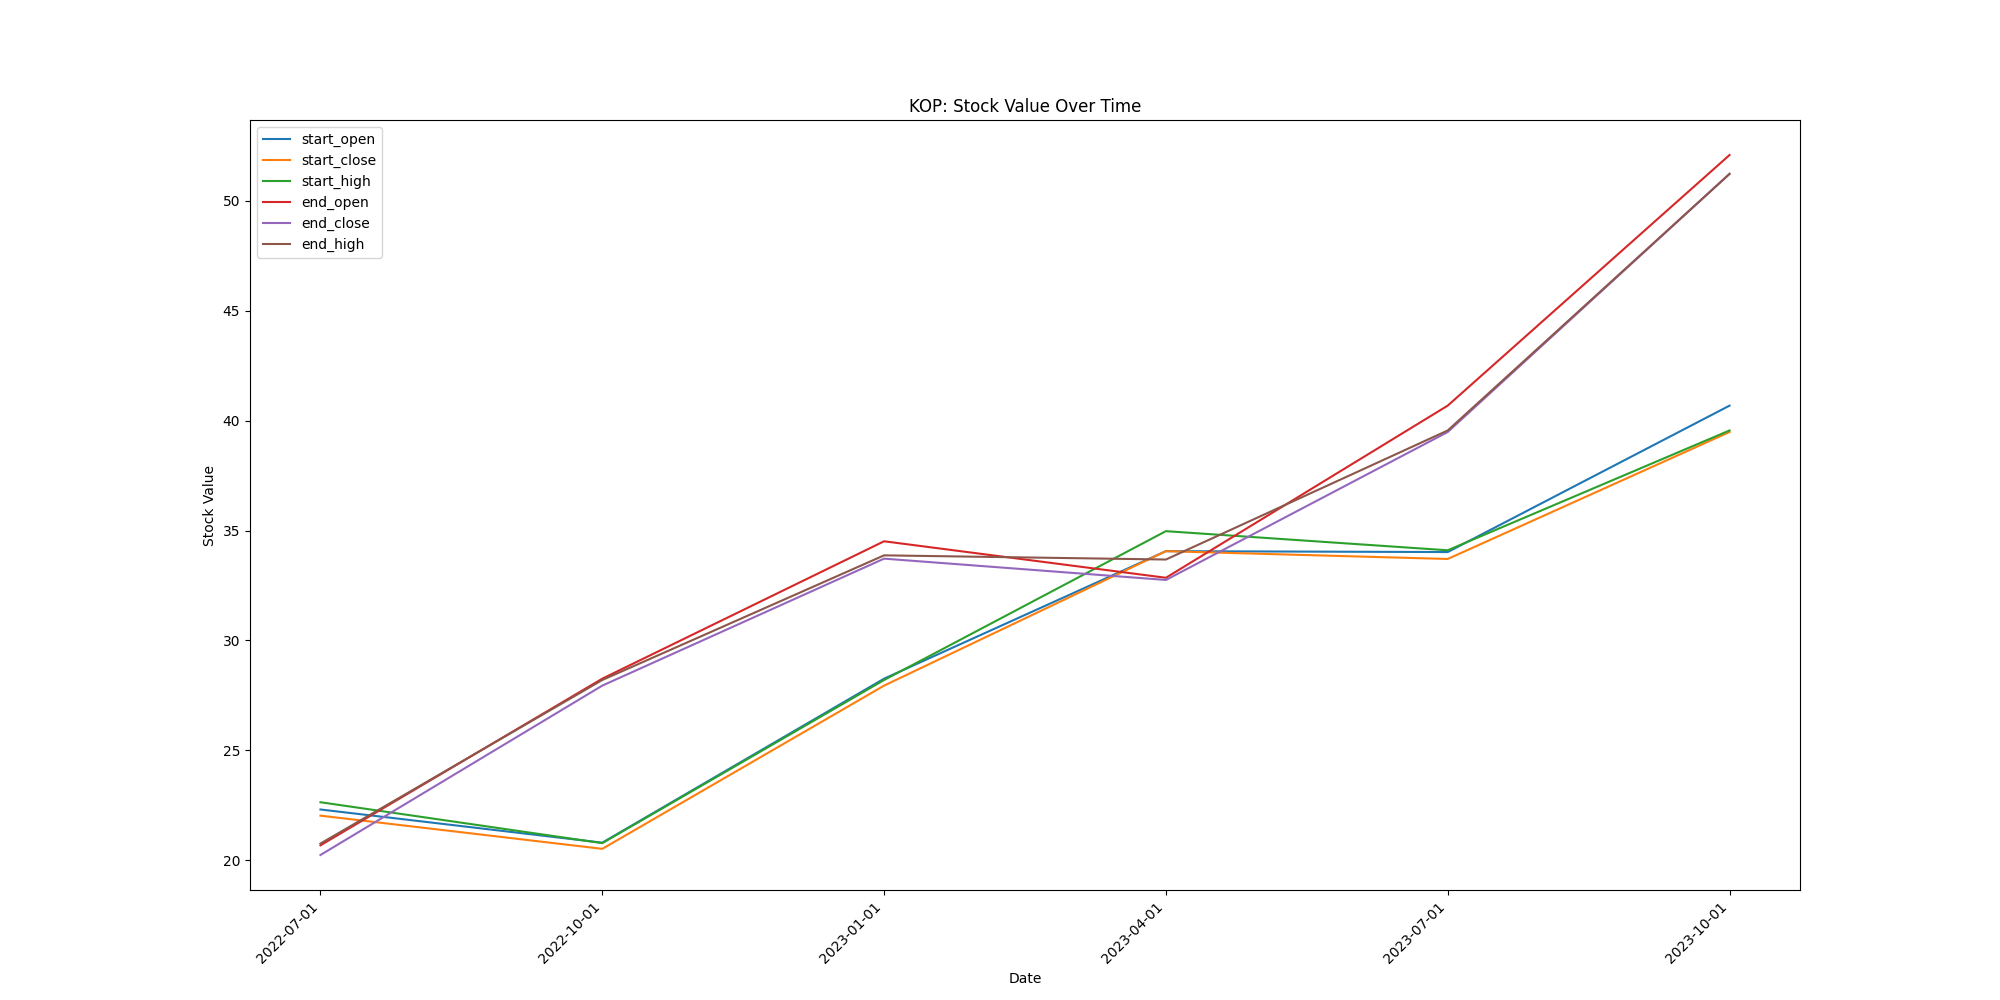 KOP: Stock Value Over Time
start_open
start_close
start_high
end_open
end_close
end_high
Stock Value
50
45
40
35
30
25
20
2022-07-01
2022-10-01
2023-01-01
2023-04-01
2023-07-01
2023-10-01
Date